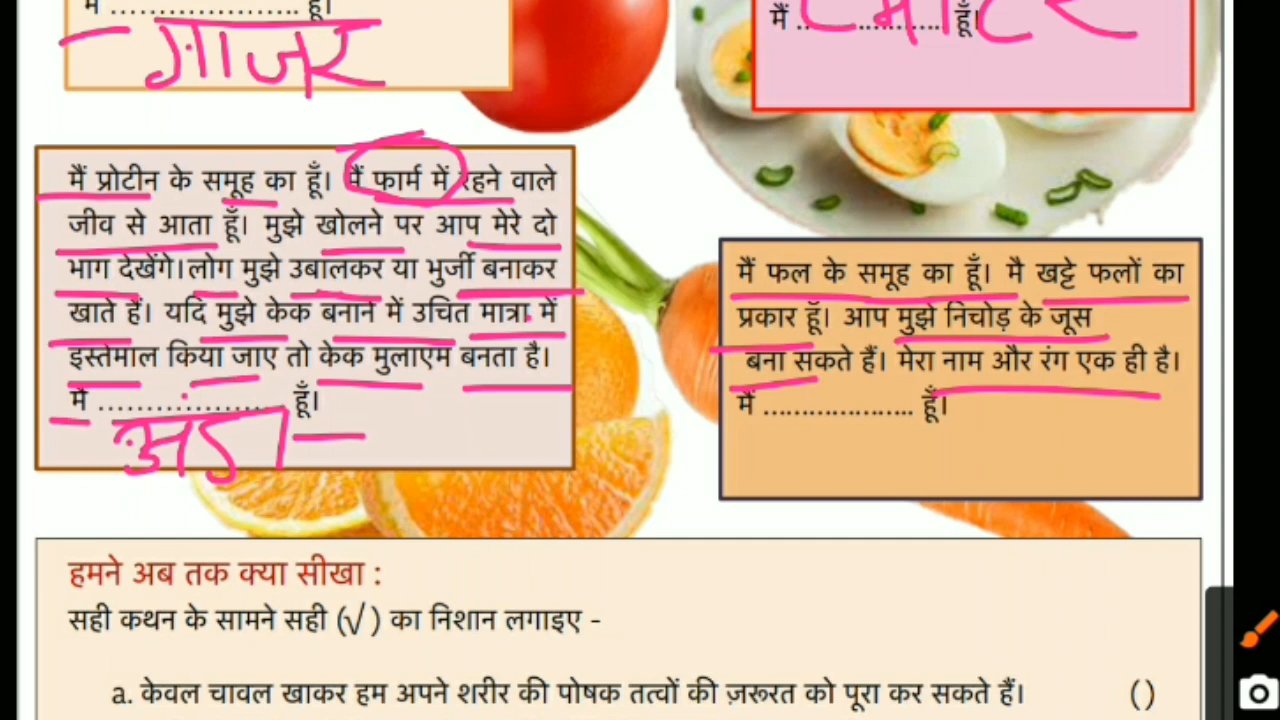 मैं ...................... हूँ।
गाजर
मैं ..................... हूँ।
टमाटर
मैं प्रोटीन के समूह का हूँ। मैं फार्म में रहने वाले
जीव से आता हूँ। मुझे खोलने पर आप मेरे दो
भाग देखेंगे।लोग मुझे उबालकर या भुर्जी बनाकर
खाते हैं। यदि मुझे केक बनाने में उचित मात्रा में
इस्तेमाल किया जाए तो केक मुलाएम बनता है।
मैं ..................... हूँ।
अंडा
मैं फल के समूह का हूँ। मै खट्टे फलों का
प्रकार हूँ। आप मुझे निचोड़ के जूस
बना सकते हैं। मेरा नाम और रंग एक ही है।
मैं .................... हूँ।
हमने अब तक क्या सीखा :
सही कथन के सामने सही (√ ) का निशान लगाइए -
a. केवल चावल खाकर हम अपने शरीर की पोषक तत्वों की ज़रूरत को पूरा कर सकते हैं। ( )